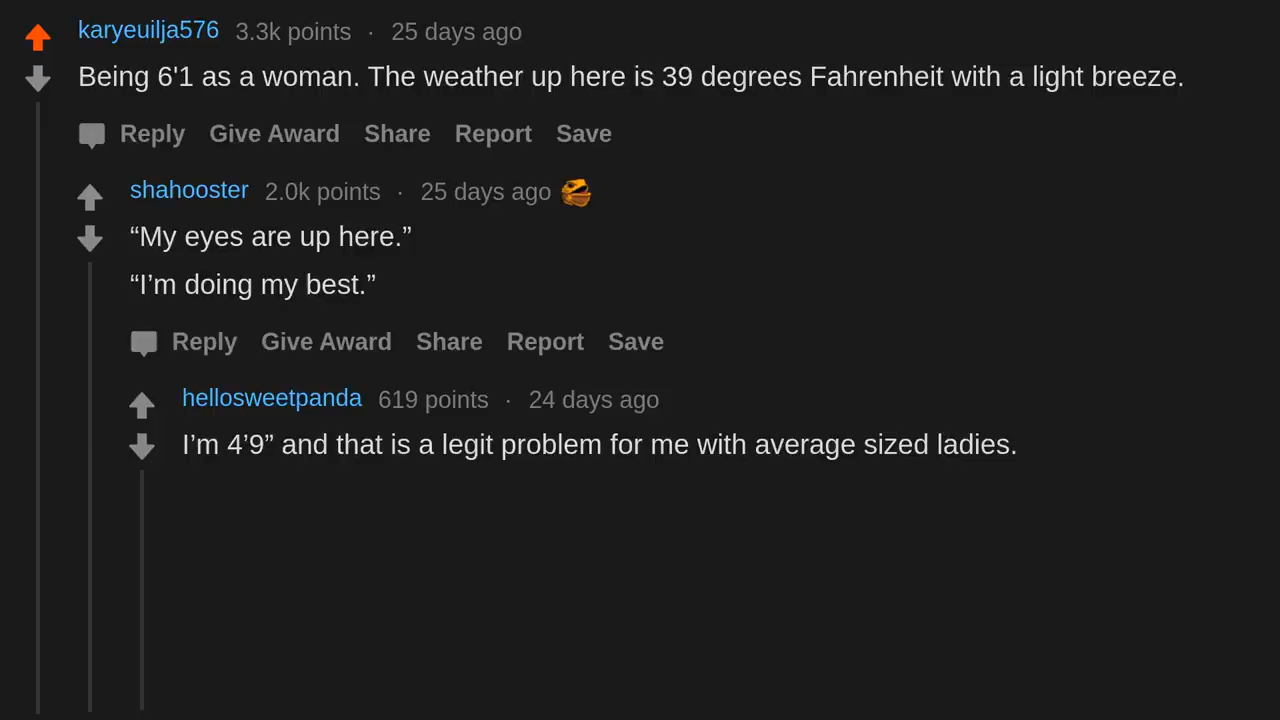 karyeuilja576 3.3k points · 25 days ago
Being 6'1 as a woman. The weather up here is 39 degrees Fahrenheit with a light breeze.
Reply Give Award Share Report Save
shahooster 2.0k points · 25 days ago
“My eyes are up here.”
“I’m doing my best.”
Reply Give Award Share Report Save
hellosweetpanda 619 points · 24 days ago
I’m 4’9” and that is a legit problem for me with average sized ladies.